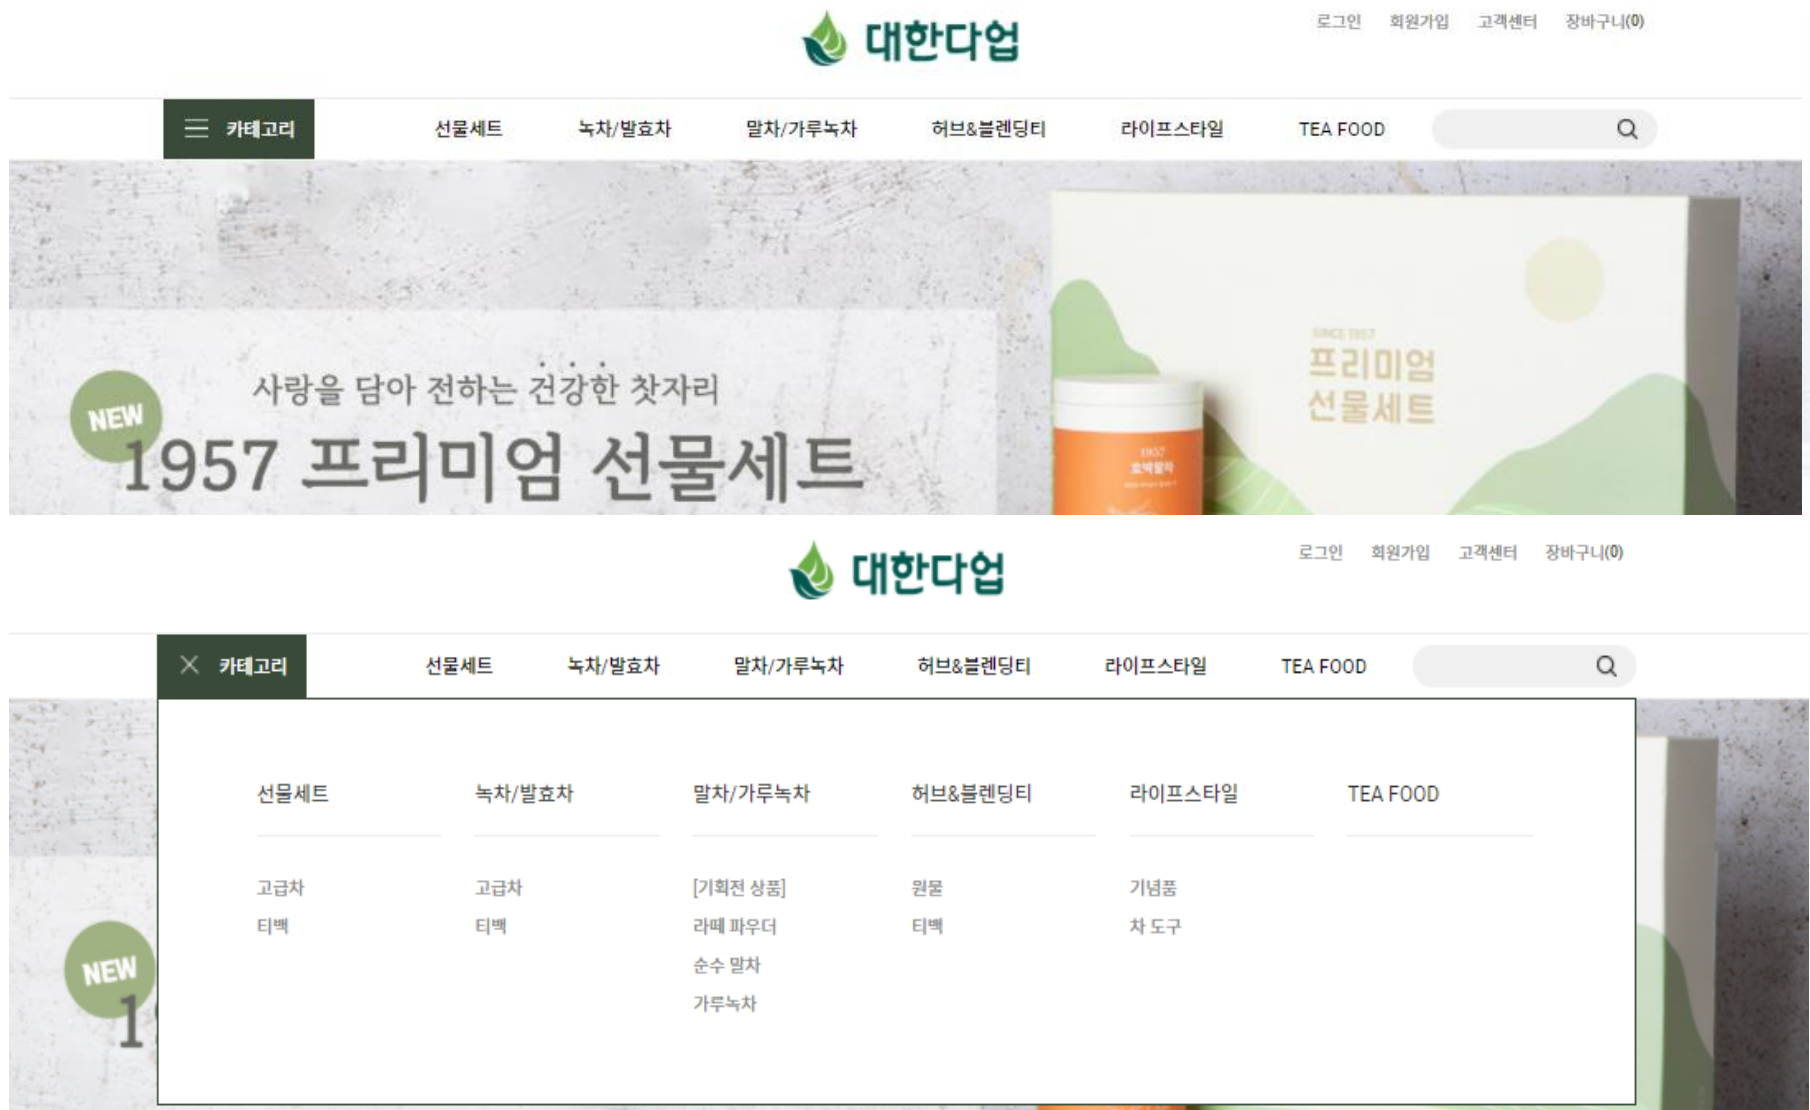 대한다업
로그인 회원가입 고객센터 장바구니(0)
카테고리 선물세트 녹차/발효차 말차/가루녹차 허브&블렌딩티 라이프스타일 TEA FOOD
SINCE 1957
프리미엄
선물세트
사랑을 담아 전하는 건강한 찻자리
NEW
1957 프리미엄 선물세트
1957
호박말차
대한다업
로그인 회원가입 고객센터 장바구니(0)
카테고리 선물세트 녹차/발효차 말차/가루녹차 허브&블렌딩티 라이프스타일 TEA FOOD
선물세트 녹차/발효차 말차/가루녹차 허브&블렌딩티 라이프스타일 TEA FOOD
고급차 고급차 [기획전 상품] 원물 기념품
티백 티백 라떼 파우더 티백 차 도구
순수 말차
가루녹차
NEW
1